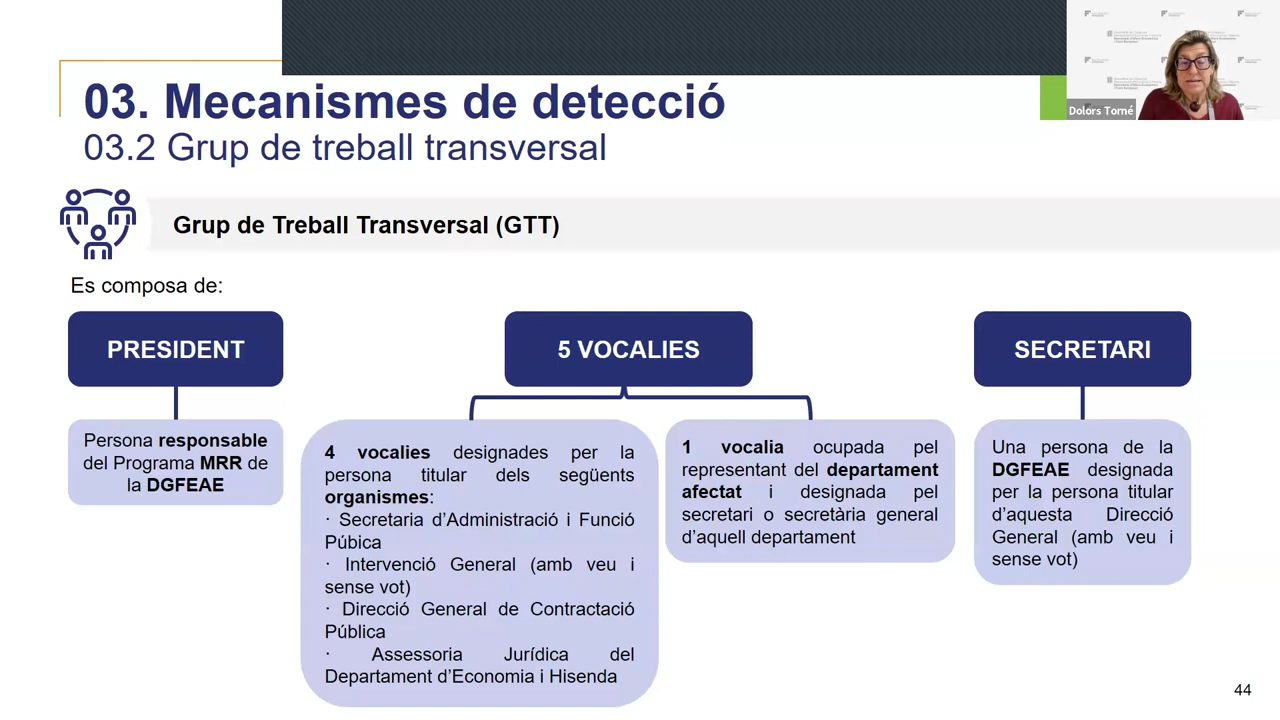 Dolors Torné
03. Mecanismes de detecció
03.2 Grup de treball transversal
Grup de Treball Transversal (GTT)
Es composa de:
PRESIDENT
Persona responsable
del Programa MRR de
la DGFEAE
5 VOCALIES
4 vocalies designades per la
persona titular dels següents
organismes:
· Secretaria d’Administració i Funció
Púbica
· Intervenció General (amb veu i
sense vot)
· Direcció General de Contractació
Pública
· Assessoria Jurídica del
Departament d’Economia i Hisenda
1 vocalia ocupada pel
representant del departament
afectat i designada pel
secretari o secretària general
d’aquell departament
SECRETARI
Una persona de la
DGFEAE designada
per la persona titular
d’aquesta Direcció
General (amb veu i
sense vot)
44